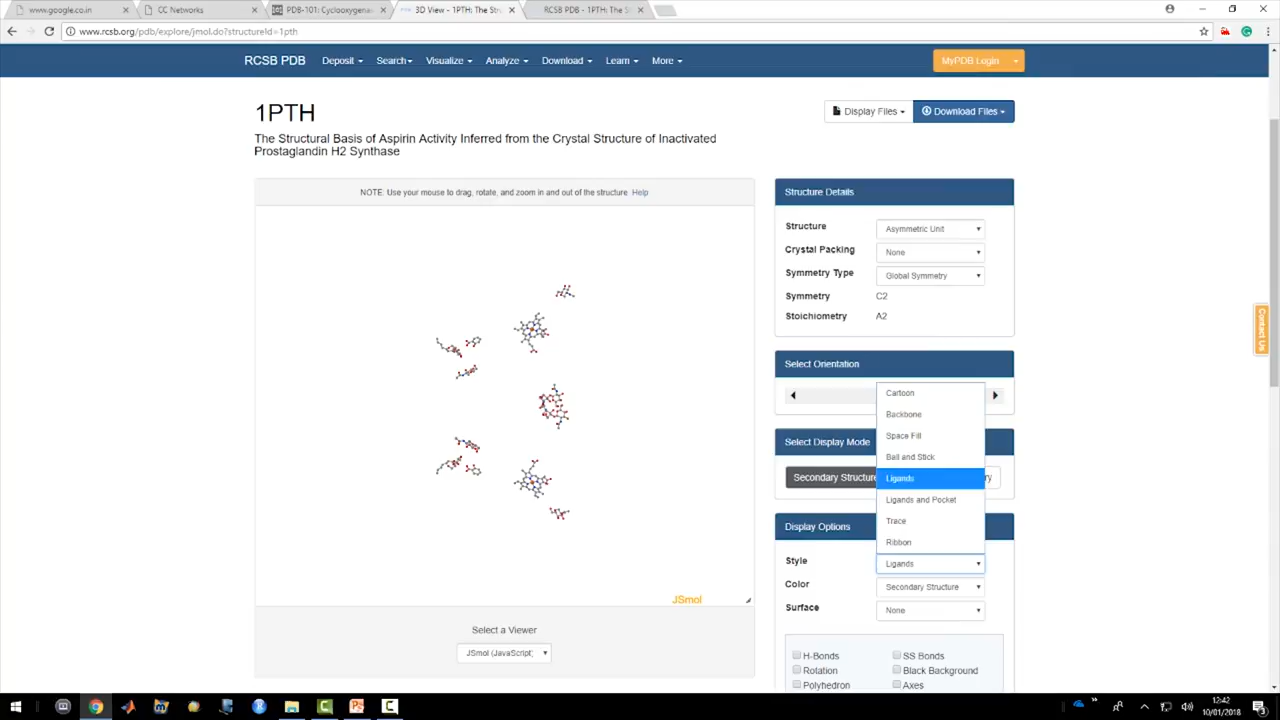 www.google.co.in
CC Networks
PDB-101: Cyclooxygenas
3D View - 1PTH: The Stru
RCSB PDB - 1PTH: The S
www.rcsb.org/pdb/explore/jmol.do?structureId=1pth
RCSB PDB Deposit Search Visualize Analyze Download Learn More MyPDB Login
1PTH
Display Files Download Files
The Structural Basis of Aspirin Activity Inferred from the Crystal Structure of Inactivated
Prostaglandin H2 Synthase
NOTE: Use your mouse to drag, rotate, and zoom in and out of the structure. Help
JSmol
Select a Viewer
JSmol (JavaScript)
Structure Details
Structure Asymmetric Unit
Crystal Packing None
Symmetry Type Global Symmetry
Symmetry C2
Stoichiometry A2
Select Orientation
Select Display Mode
Secondary Structure
Cartoon
Backbone
Space Fill
Ball and Stick
Ligands
Ligands and Pocket
Trace
Ribbon
Display Options
Style Ligands
Color Secondary Structure
Surface None
H-Bonds SS Bonds
Rotation Black Background
Polyhedron Axes
Contact Us
12:42
10/01/2018